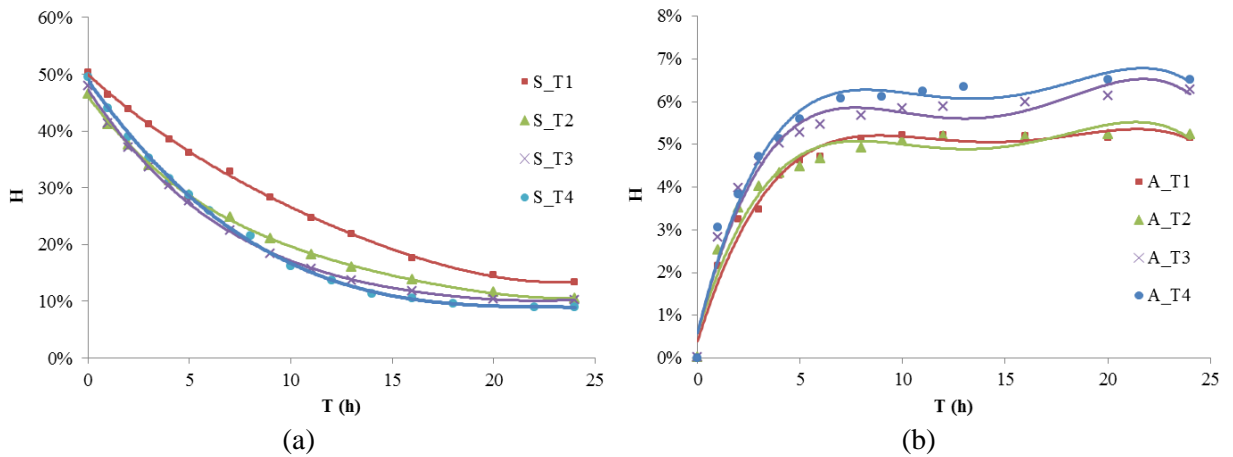 60%
50%
40%
30%
20%
10%
0%
H
0 5 10 15 20 25
T (h)
S_T1
S_T2
S_T3
S_T4
(a)
8%
7%
6%
5%
4%
3%
2%
1%
0%
H
0 5 10 15 20 25
T (h)
A_T1
A_T2
A_T3
A_T4
(b)